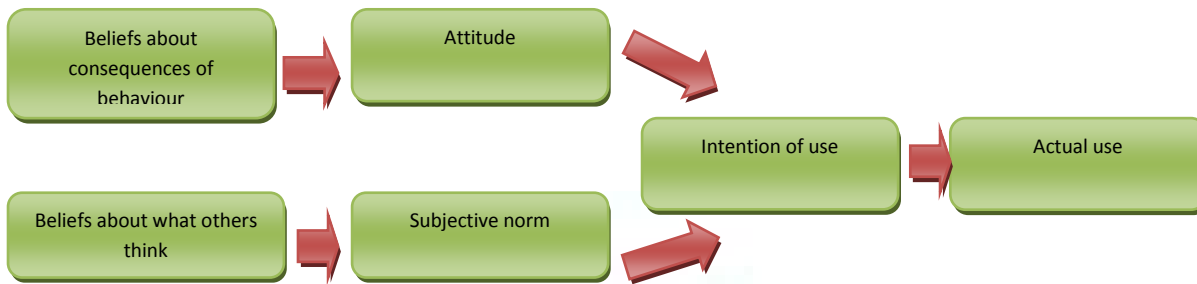 Beliefs about
consequences of
behaviour
Attitude
Intention of use
Actual use
Beliefs about what others
think
Subjective norm